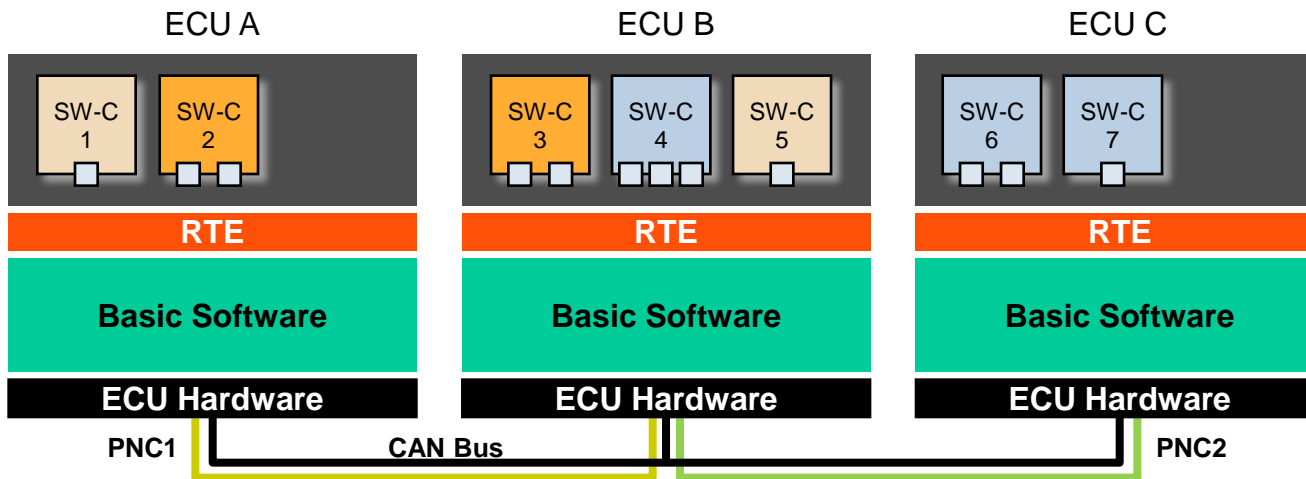 ECU A
ECU B
ECU C
SW-C
1
SW-C
2
SW-C
3
SW-C
4
SW-C
5
SW-C
6
SW-C
7
RTE
RTE
RTE
Basic Software
Basic Software
Basic Software
ECU Hardware
ECU Hardware
ECU Hardware
PNC1
CAN Bus
PNC2